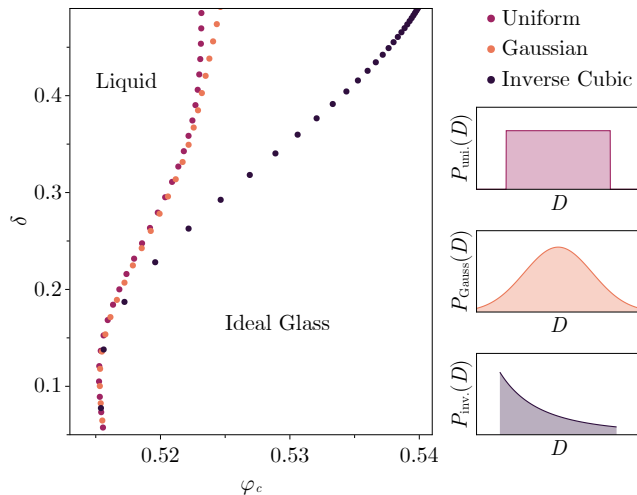 Uniform
Gaussian
Inverse Cubic
Liquid
Ideal Glass
δ
0.4
0.3
0.2
0.1
0.52
0.53
0.54
φc
Puni.(D)
D
PGauss(D)
D
Pinv.(D)
D